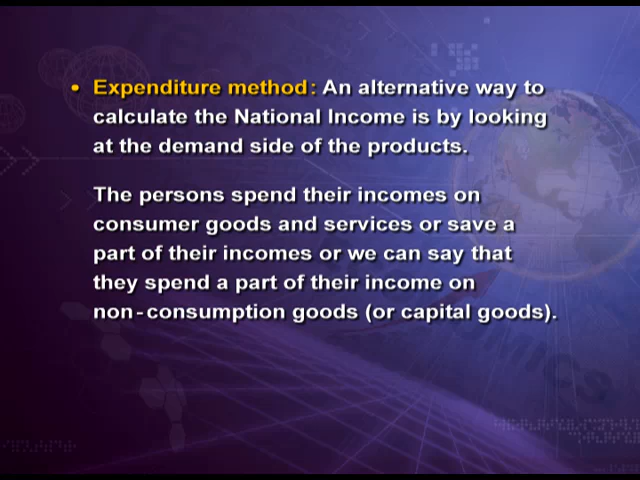 • Expenditure method: An alternative way to
calculate the National Income is by looking
at the demand side of the products.
The persons spend their incomes on
consumer goods and services or save a
part of their incomes or we can say that
they spend a part of their income on
non-consumption goods (or capital goods).